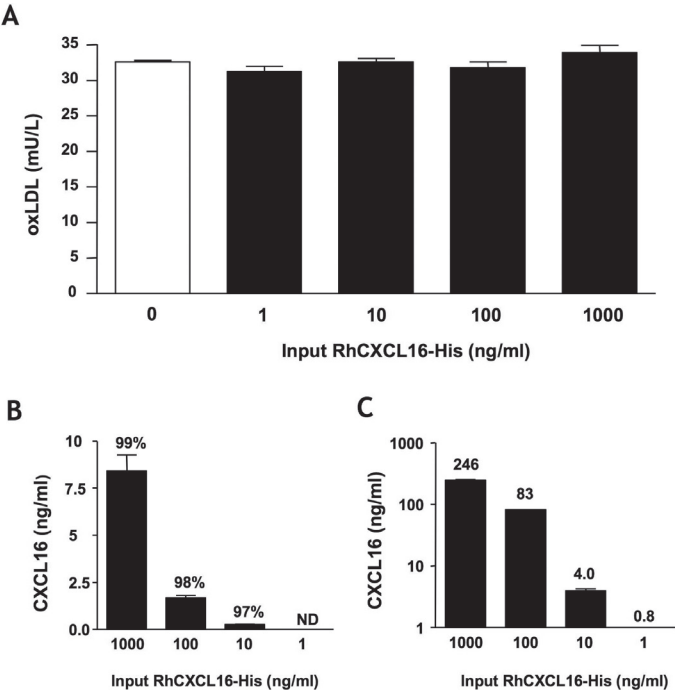 A
oxLDL (mU/L)
35
30
25
20
15
10
5
0
0 1 10 100 1000
Input RhCXCL16-His (ng/ml)
B
CXCL16 (ng/ml)
10
7.5
2.5
0.0
99%
98%
97%
ND
1000 100 10 1
Input RhCXCL16-His (ng/ml)
C
CXCL16 (ng/ml)
1000
100
10
1
246
83
4.0
0.8
1000 100 10 1
Input RhCXCL16-His (ng/ml)